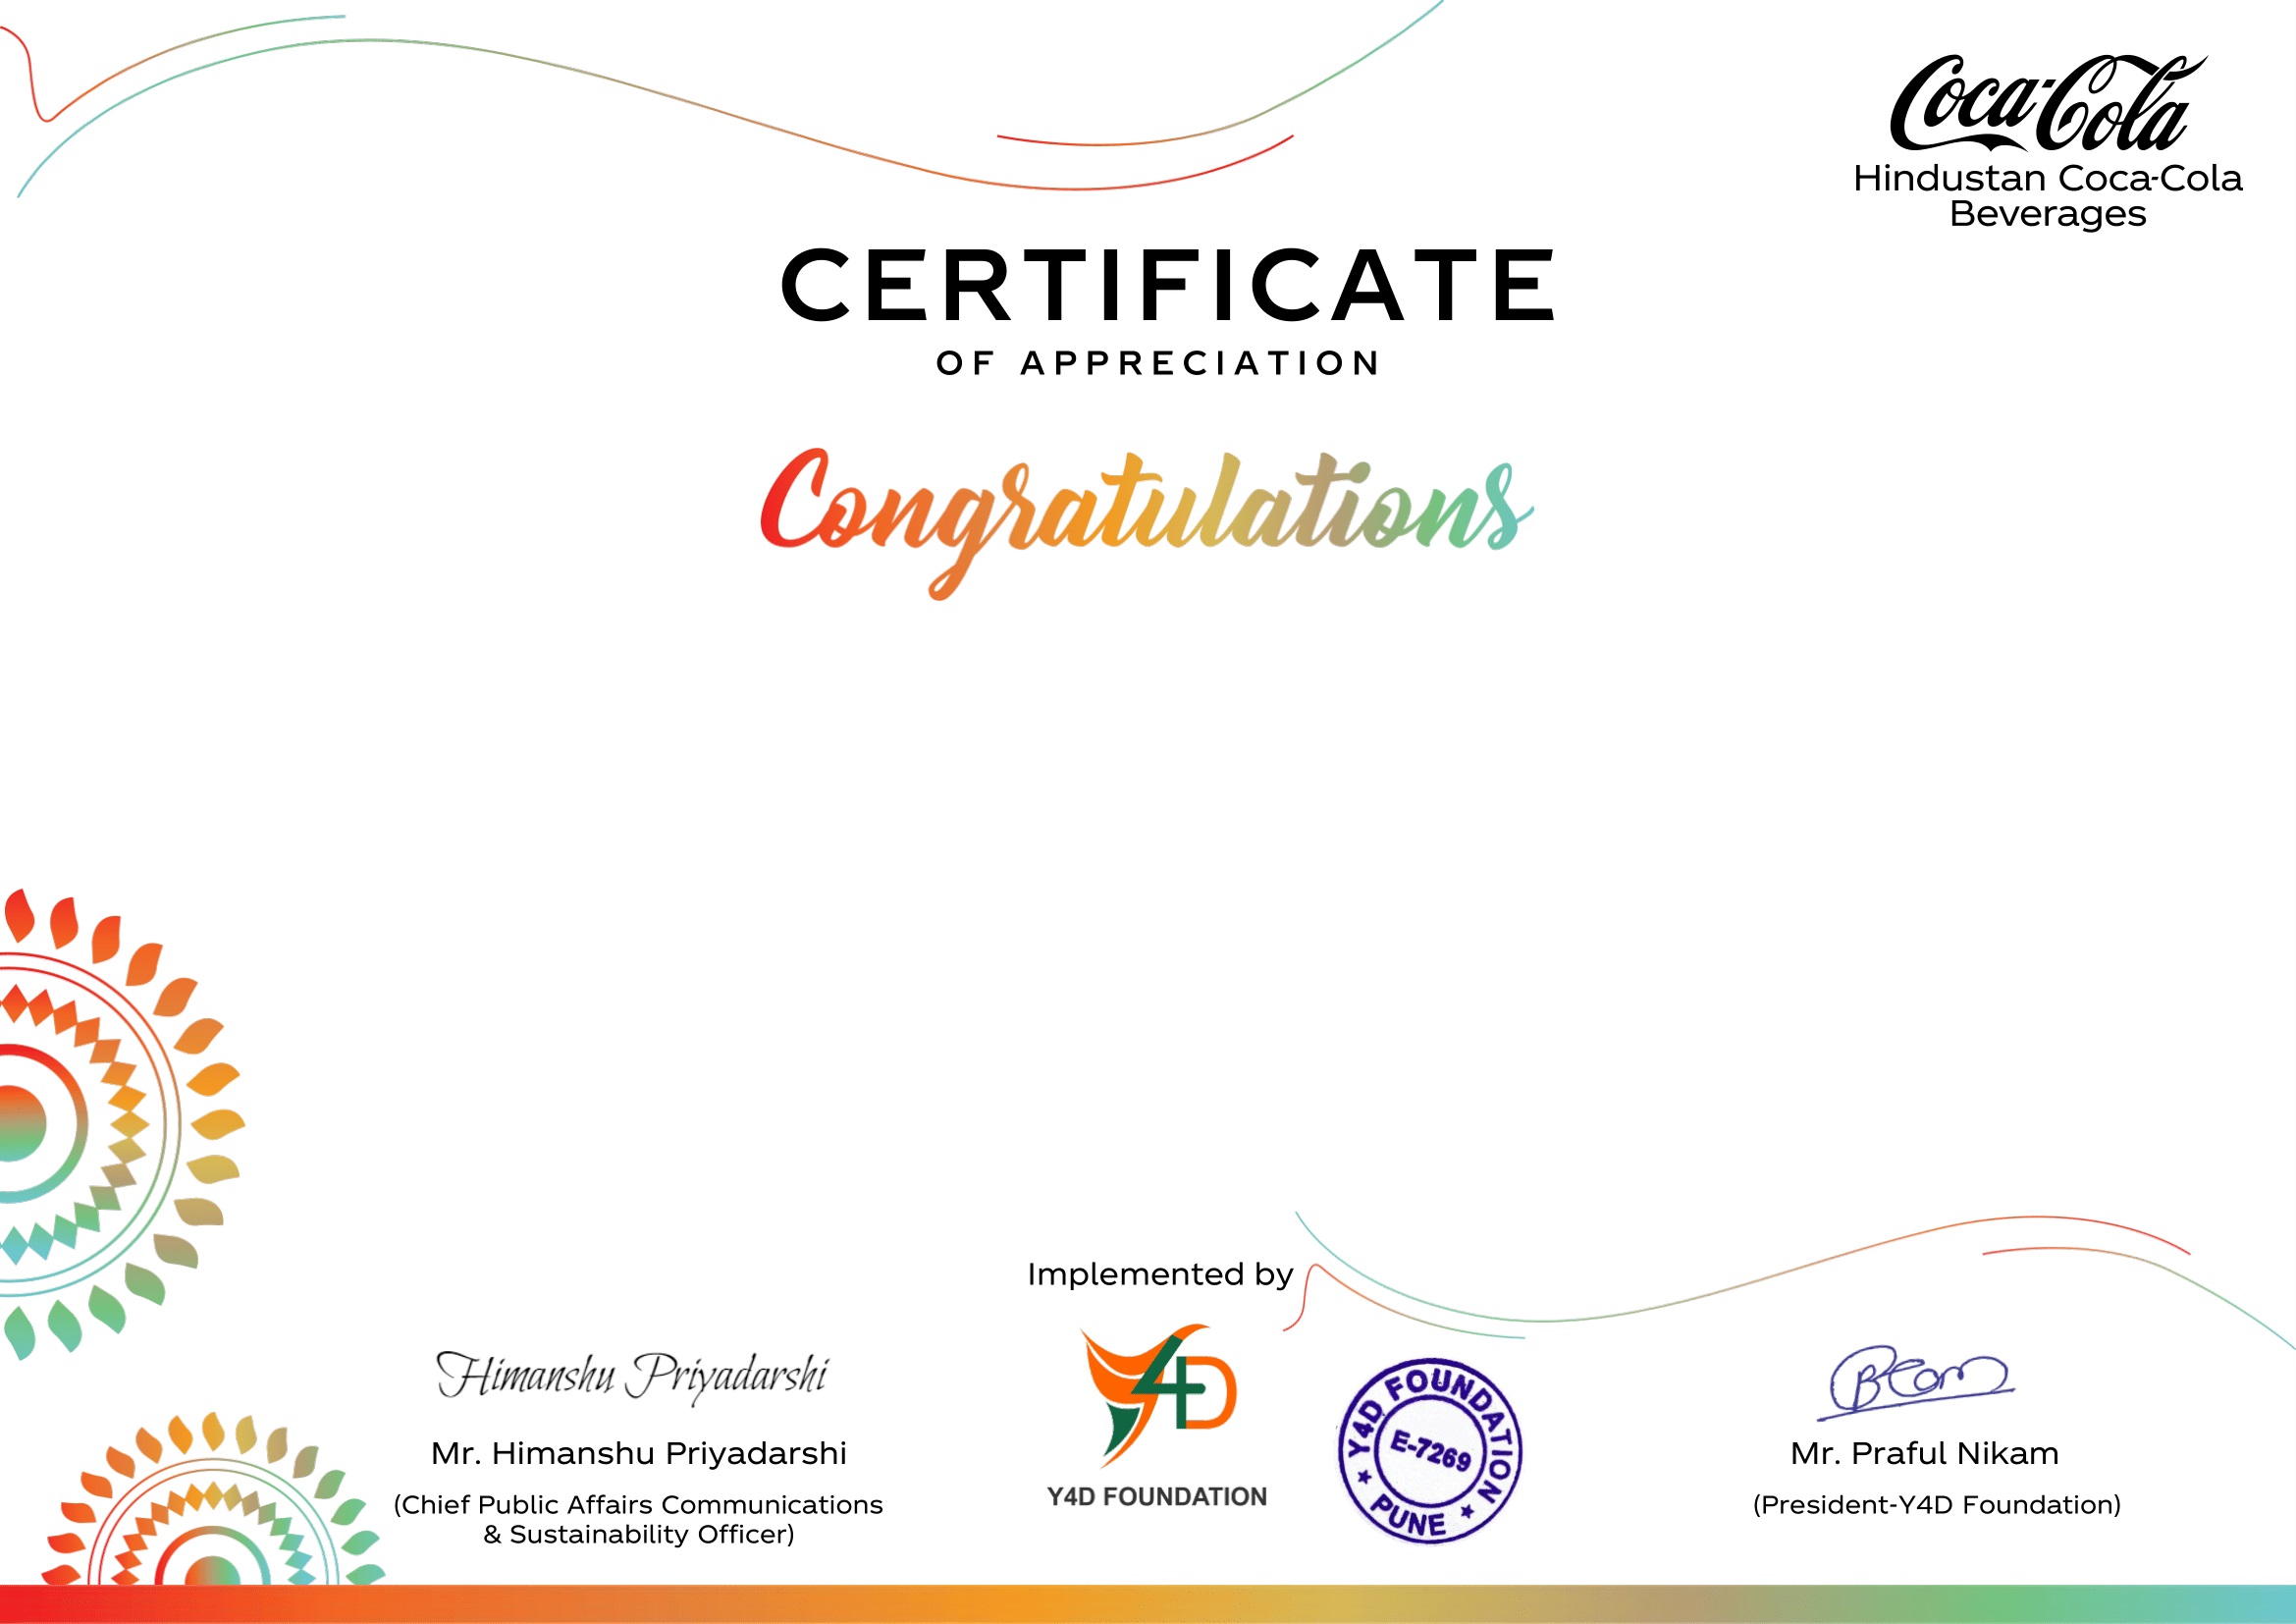 Coca-Cola
Hindustan Coca-Cola
Beverages
CERTIFICATE
OF APPRECIATION
Congratulations
Implemented by
Himanshu Priyadarshi
Mr. Himanshu Priyadarshi
(Chief Public Affairs Communications
& Sustainability Officer)
Y4D
Y4D FOUNDATION
Y4D FOUNDATION
E-7269
PUNE
Mr. Praful Nikam
(President-Y4D Foundation)